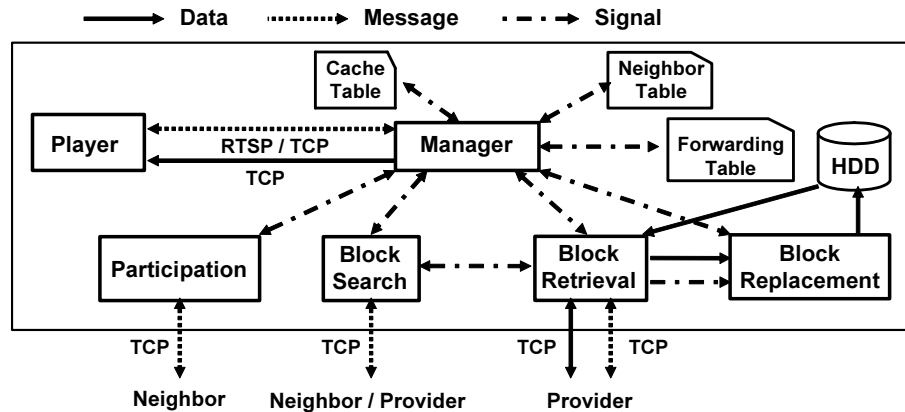 Data
Message
Signal
Cache
Table
Neighbor
Table
Player
RTSP / TCP
TCP
Manager
Forwarding
Table
HDD
Participation
Block
Search
Block
Retrieval
Block
Replacement
TCP
TCP
TCP
TCP
Neighbor
Neighbor / Provider
Provider